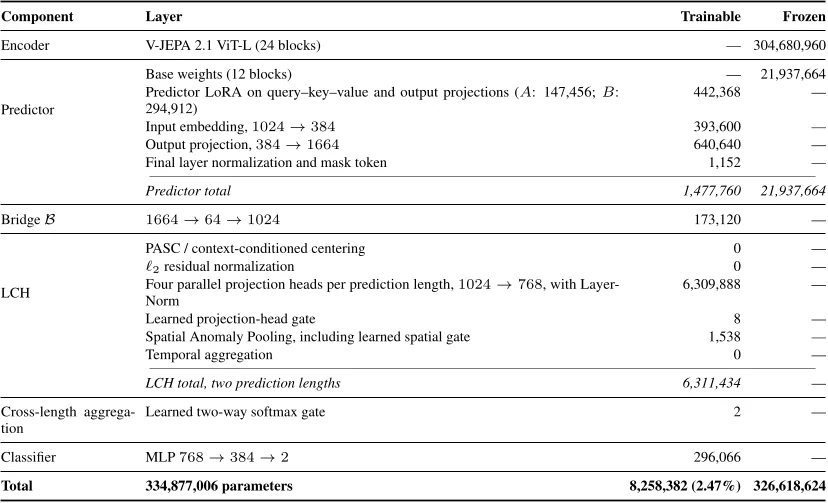 Component Layer Trainable Frozen
Encoder V-JEPA 2.1 ViT-L (24 blocks) — 304,680,960
Base weights (12 blocks) — 21,937,664
Predictor LoRA on query–key–value and output projections (A: 147,456; B: 442,368 —
294,912)
Predictor
Input embedding, 1024 → 384 393,600 —
Output projection, 384 → 1664 640,640 —
Final layer normalization and mask token 1,152 —
Predictor total 1,477,760 21,937,664
Bridge ℬ 1664 → 64 → 1024 173,120 —
PASC / context-conditioned centering 0 —
ℓ₂ residual normalization 0 —
Four parallel projection heads per prediction length, 1024 → 768, with Layer- 6,309,888 —
LCH
Norm
Learned projection-head gate 8 —
Spatial Anomaly Pooling, including learned spatial gate 1,538 —
Temporal aggregation 0 —
LCH total, two prediction lengths 6,311,434 —
Cross-length aggrega- Learned two-way softmax gate 2 —
tion
Classifier MLP 768 → 384 → 2 296,066 —
Total 334,877,006 parameters 8,258,382 (2.47%) 326,618,624